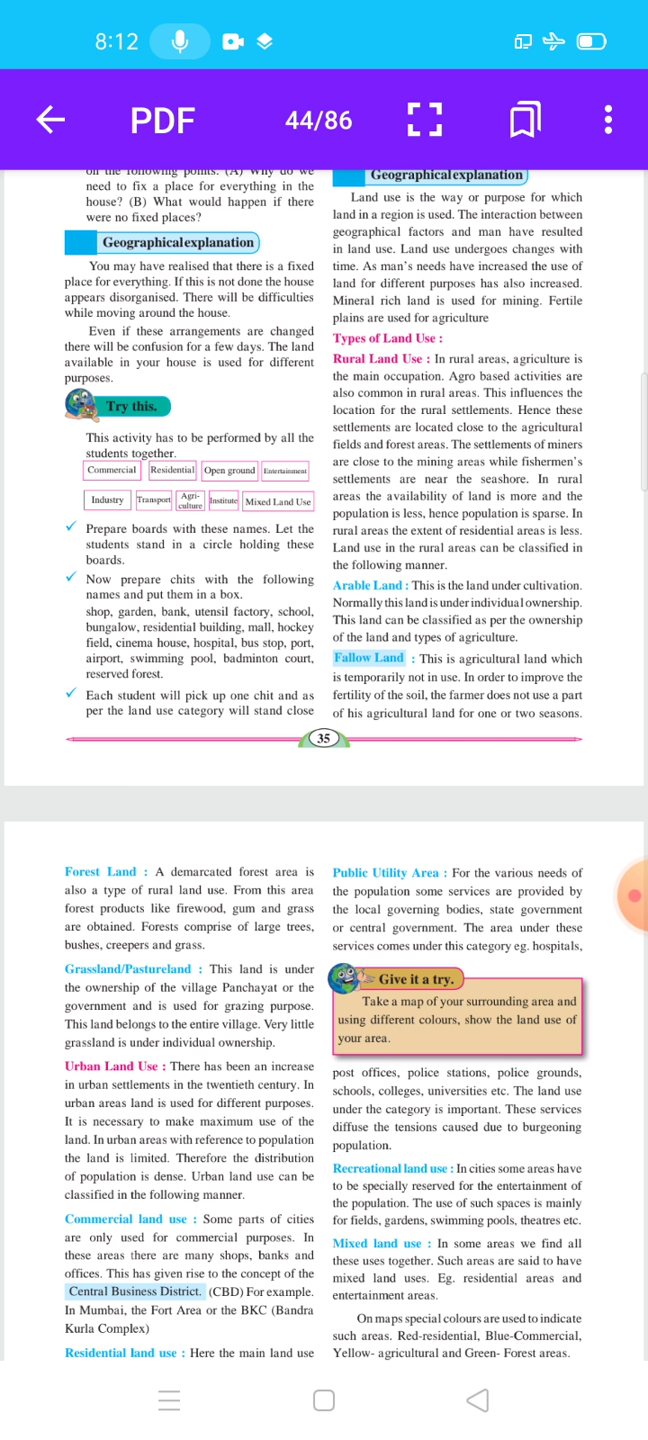 8:12
PDF
44/86
on the following points. (A) Why do we
need to fix a place for everything in the
house? (B) What would happen if there
were no fixed places?
Geographical explanation
You may have realised that there is a fixed
place for everything. If this is not done the house
appears disorganised. There will be difficulties
while moving around the house.
Even if these arrangements are changed
there will be confusion for a few days. The land
available in your house is used for different
purposes.
Try this.
This activity has to be performed by all the
students together.
Commercial Residential Open ground Entertainment
Industry Transport Agri-culture Institute Mixed Land Use
✓ Prepare boards with these names. Let the
students stand in a circle holding these
boards.
✓ Now prepare chits with the following
names and put them in a box.
shop, garden, bank, utensil factory, school,
bungalow, residential building, mall, hockey
field, cinema house, hospital, bus stop, port,
airport, swimming pool, badminton court,
reserved forest.
✓ Each student will pick up one chit and as
per the land use category will stand close
Geographical explanation
Land use is the way or purpose for which
land in a region is used. The interaction between
geographical factors and man have resulted
in land use. Land use undergoes changes with
time. As man's needs have increased the use of
land for different purposes has also increased.
Mineral rich land is used for mining. Fertile
plains are used for agriculture
Types of Land Use :
Rural Land Use : In rural areas, agriculture is
the main occupation. Agro based activities are
also common in rural areas. This influences the
location for the rural settlements. Hence these
settlements are located close to the agricultural
fields and forest areas. The settlements of miners
are close to the mining areas while fishermen's
settlements are near the seashore. In rural
areas the availability of land is more and the
population is less, hence population is sparse. In
rural areas the extent of residential areas is less.
Land use in the rural areas can be classified in
the following manner.
Arable Land : This is the land under cultivation.
Normally this land is under individual ownership.
This land can be classified as per the ownership
of the land and types of agriculture.
Fallow Land : This is agricultural land which
is temporarily not in use. In order to improve the
fertility of the soil, the farmer does not use a part
of his agricultural land for one or two seasons.
35
Forest Land : A demarcated forest area is
also a type of rural land use. From this area
forest products like firewood, gum and grass
are obtained. Forests comprise of large trees,
bushes, creepers and grass.
Grassland/Pastureland : This land is under
the ownership of the village Panchayat or the
government and is used for grazing purpose.
This land belongs to the entire village. Very little
grassland is under individual ownership.
Urban Land Use : There has been an increase
in urban settlements in the twentieth century. In
urban areas land is used for different purposes.
It is necessary to make maximum use of the
land. In urban areas with reference to population
the land is limited. Therefore the distribution
of population is dense. Urban land use can be
classified in the following manner.
Commercial land use : Some parts of cities
are only used for commercial purposes. In
these areas there are many shops, banks and
offices. This has given rise to the concept of the
Central Business District. (CBD) For example.
In Mumbai, the Fort Area or the BKC (Bandra
Kurla Complex)
Residential land use : Here the main land use
Public Utility Area : For the various needs of
the population some services are provided by
the local governing bodies, state government
or central government. The area under these
services comes under this category eg. hospitals,
Give it a try.
Take a map of your surrounding area and
using different colours, show the land use of
your area.
post offices, police stations, police grounds,
schools, colleges, universities etc. The land use
under the category is important. These services
diffuse the tensions caused due to burgeoning
population.
Recreational land use : In cities some areas have
to be specially reserved for the entertainment of
the population. The use of such spaces is mainly
for fields, gardens, swimming pools, theatres etc.
Mixed land use : In some areas we find all
these uses together. Such areas are said to have
mixed land uses. Eg. residential areas and
entertainment areas.
On maps special colours are used to indicate
such areas. Red-residential, Blue-Commercial,
Yellow- agricultural and Green- Forest areas.